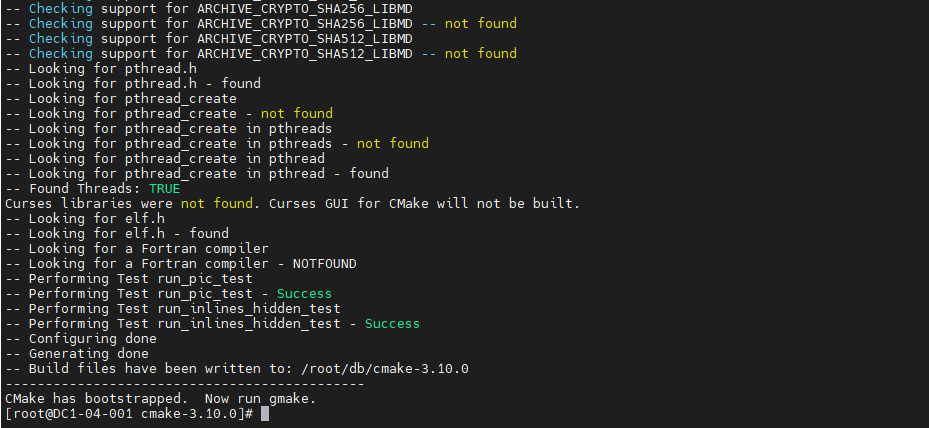 -- Checking support for ARCHIVE_CRYPTO_SHA256_LIBMD
-- Checking support for ARCHIVE_CRYPTO_SHA256_LIBMD -- not found
-- Checking support for ARCHIVE_CRYPTO_SHA512_LIBMD
-- Checking support for ARCHIVE_CRYPTO_SHA512_LIBMD -- not found
-- Looking for pthread.h
-- Looking for pthread.h - found
-- Looking for pthread_create
-- Looking for pthread_create - not found
-- Looking for pthread_create in pthreads
-- Looking for pthread_create in pthreads - not found
-- Looking for pthread_create in pthread
-- Looking for pthread_create in pthread - found
-- Found Threads: TRUE
Curses libraries were not found. Curses GUI for CMake will not be built.
-- Looking for elf.h
-- Looking for elf.h - found
-- Looking for a Fortran compiler
-- Looking for a Fortran compiler - NOTFOUND
-- Performing Test run_pic_test
-- Performing Test run_pic_test - Success
-- Performing Test run_inlines_hidden_test
-- Performing Test run_inlines_hidden_test - Success
-- Configuring done
-- Generating done
-- Build files have been written to: /root/db/cmake-3.10.0
---------------------------------------------
CMake has bootstrapped.  Now run gmake.
[root@DC1-04-001 cmake-3.10.0]#